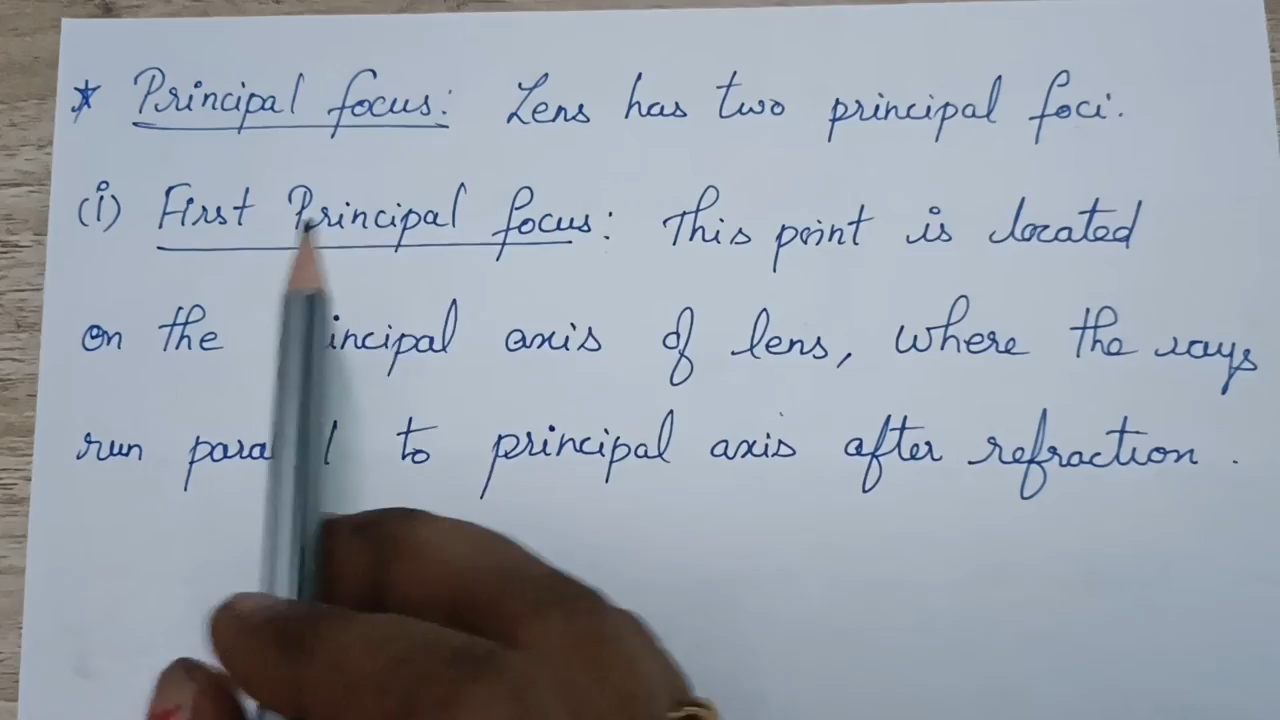 * Principal focus: Lens has two principal foci.
(i) First Principal focus: This point is located
on the incipal axis of lens, where the rays
run para l to principal axis after refraction.